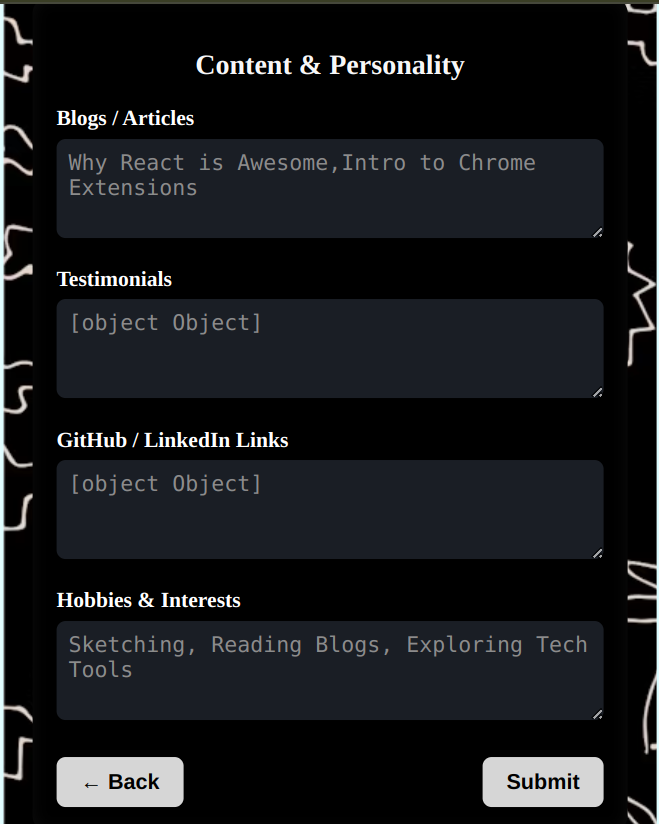 Content & Personality
Blogs / Articles
Why React is Awesome,Intro to Chrome
Extensions
Testimonials
[object Object]
GitHub / LinkedIn Links
[object Object]
Hobbies & Interests
Sketching, Reading Blogs, Exploring Tech
Tools
← Back
Submit